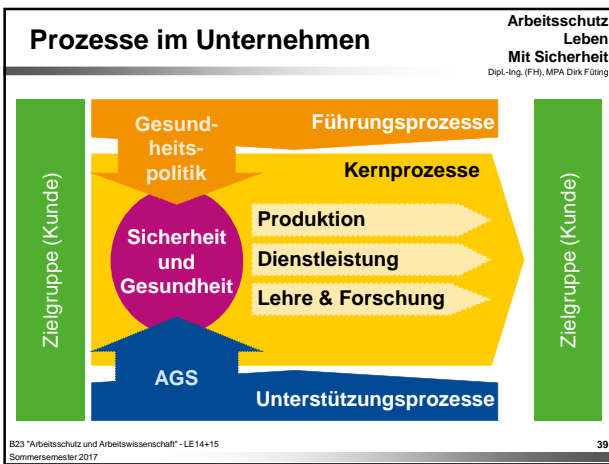 Prozesse im Unternehmen
Arbeitsschutz
Leben
Mit Sicherheit
Dipl.-Ing. (FH), MPA Dirk Füting
Zielgruppe (Kunde)
Gesund-
heits-
politik
Führungsprozesse
Kernprozesse
Sicherheit
und
Gesundheit
Produktion
Dienstleistung
Lehre & Forschung
AGS
Unterstützungsprozesse
Zielgruppe (Kunde)
B23 "Arbeitsschutz und Arbeitswissenschaft" - LE14+15
Sommersemester 2017
39